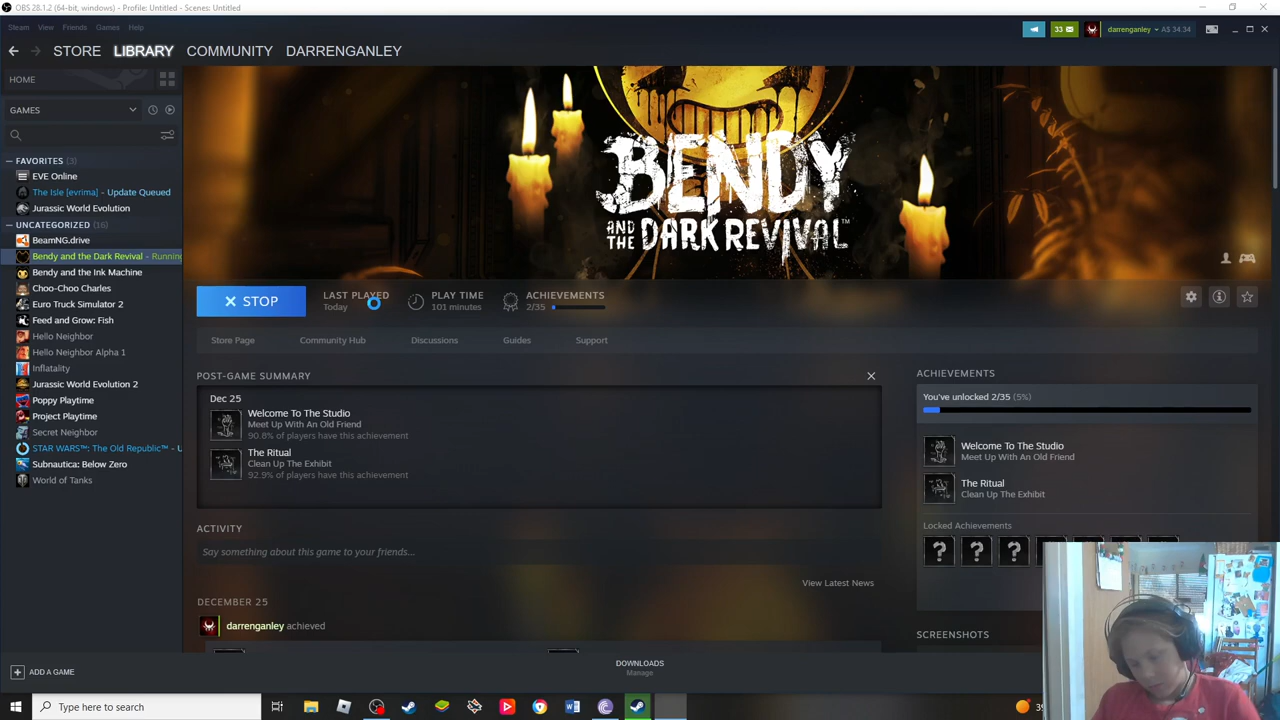 OBS 28.1.2 (64-bit, windows) - Profile: Untitled - Scenes: Untitled
Steam View Friends Games Help
33 darrenganley A$ 34.34
STORE LIBRARY COMMUNITY DARRENGANLEY
HOME
GAMES
FAVORITES (3)
EVE Online
The Isle [evrima] - Update Queued
Jurassic World Evolution
UNCATEGORIZED (16)
BeamNG.drive
Bendy and the Dark Revival - Running
Bendy and the Ink Machine
Choo-Choo Charles
Euro Truck Simulator 2
Feed and Grow: Fish
Hello Neighbor
Hello Neighbor Alpha 1
Inflatality
Jurassic World Evolution 2
Poppy Playtime
Project Playtime
Secret Neighbor
STAR WARS™: The Old Republic™ - U
Subnautica: Below Zero
World of Tanks
ADD A GAME
BENDY
AND THE DARK REVIVAL™
STOP
LAST PLAYED
Today
PLAY TIME
101 minutes
ACHIEVEMENTS
2/35
Store Page Community Hub Discussions Guides Support
POST-GAME SUMMARY
Dec 25
Welcome To The Studio
Meet Up With An Old Friend
90.8% of players have this achievement
The Ritual
Clean Up The Exhibit
92.9% of players have this achievement
ACTIVITY
Say something about this game to your friends...
View Latest News
DECEMBER 25
darrenganley achieved
ACHIEVEMENTS
You've unlocked 2/35 (5%)
Welcome To The Studio
Meet Up With An Old Friend
The Ritual
Clean Up The Exhibit
Locked Achievements
SCREENSHOTS
DOWNLOADS
Manage
Type here to search